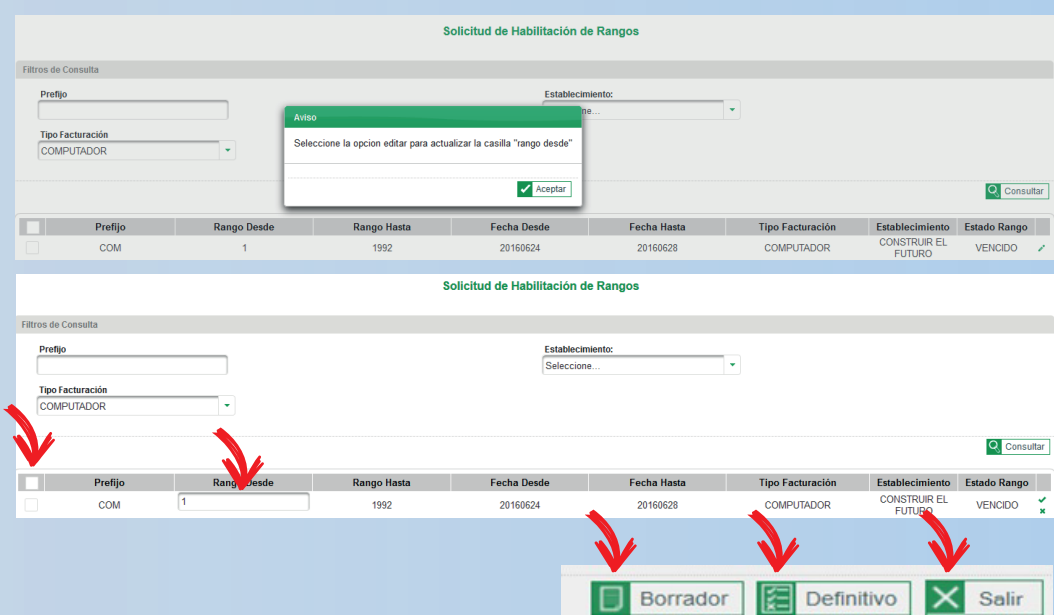 Solicitud de Habilitación de Rangos
Filtros de Consulta
Prefijo
Establecimiento:
ne...
Aviso
Seleccione la opcion editar para actualizar la casilla "rango desde"
Aceptar
Tipo Facturación
COMPUTADOR
Consultar
Prefijo Rango Desde Rango Hasta Fecha Desde Fecha Hasta Tipo Facturación Establecimiento Estado Rango
COM 1 1992 20160624 20160628 COMPUTADOR CONSTRUIR EL FUTURO VENCIDO
Solicitud de Habilitación de Rangos
Filtros de Consulta
Prefijo
Establecimiento:
Seleccione...
Tipo Facturación
COMPUTADOR
Consultar
Prefijo Rango Desde Rango Hasta Fecha Desde Fecha Hasta Tipo Facturación Establecimiento Estado Rango
COM 1 1992 20160624 20160628 COMPUTADOR CONSTRUIR EL FUTURO VENCIDO
Borrador Definitivo Salir